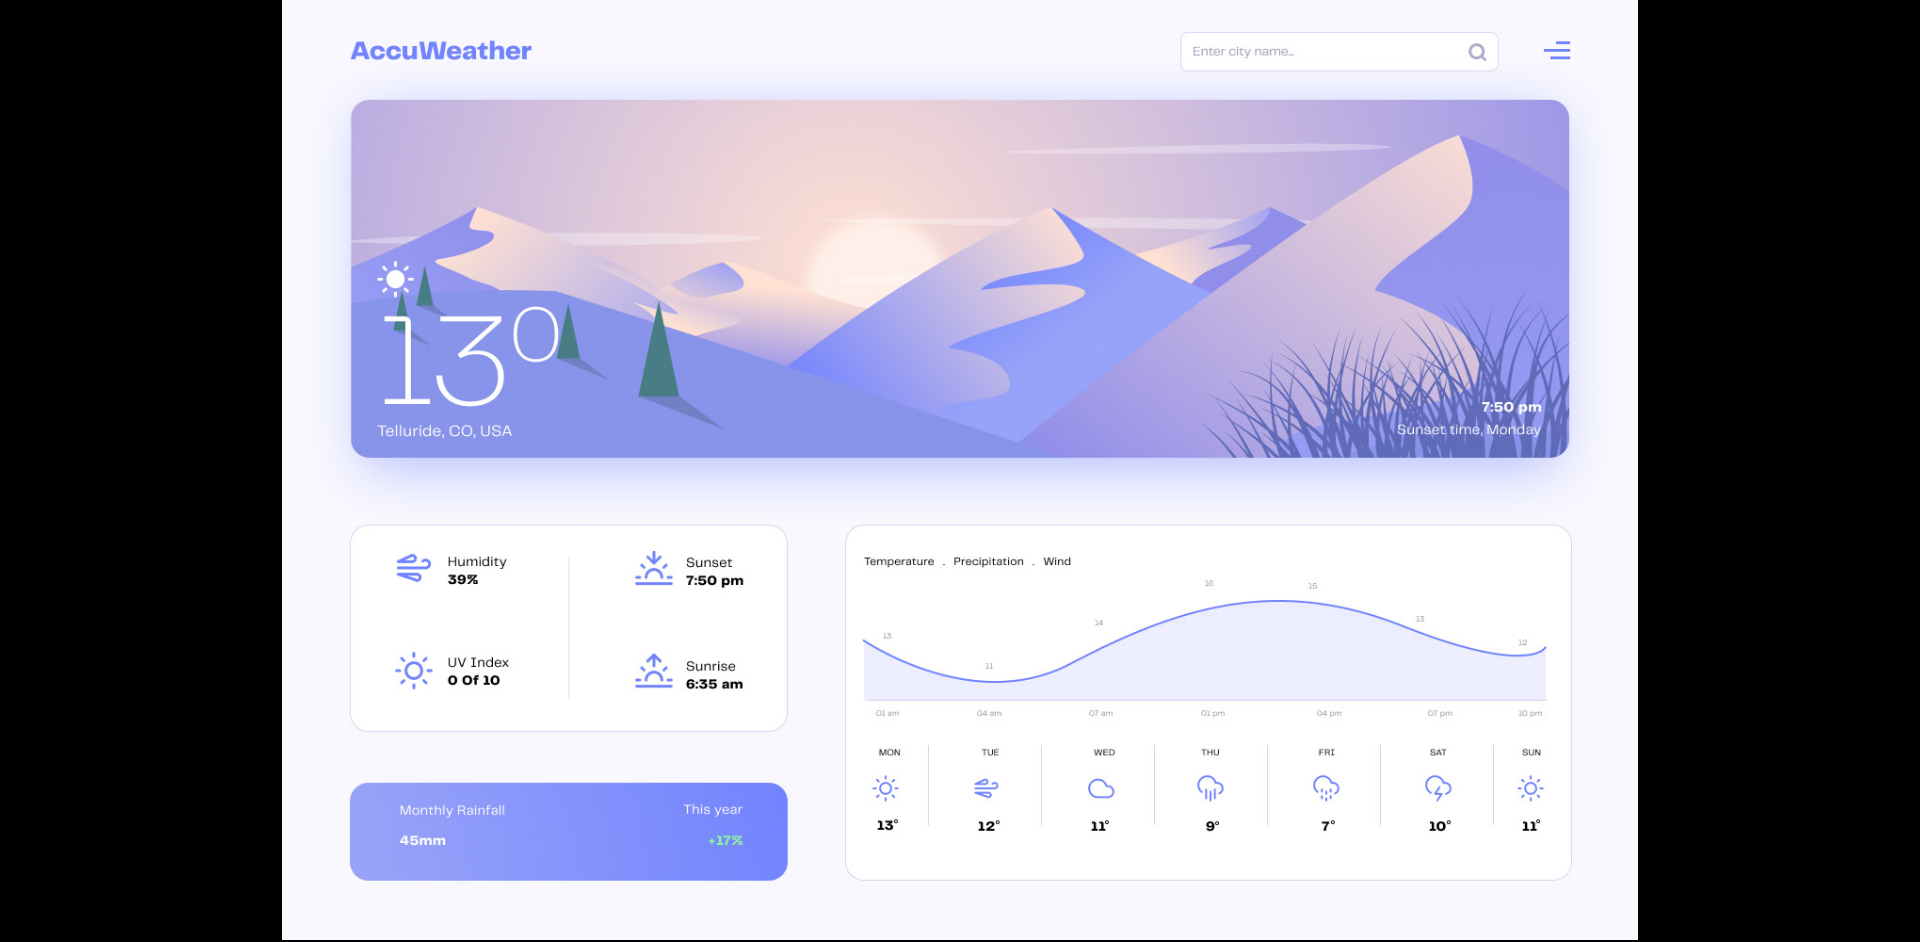 AccuWeather
Enter city name...
13°
Telluride, CO, USA
7:50 pm
Sunset time, Monday
Humidity
39%
Sunset
7:50 pm
UV Index
0 Of 10
Sunrise
6:35 am
Monthly Rainfall
This year
45mm
+17%
Temperature . Precipitation . Wind
13 11 14 16 15 13 12
01 am 04 am 07 am 01 pm 04 pm 07 pm 10 pm
MON TUE WED THU FRI SAT SUN
13° 12° 11° 9° 7° 10° 11°